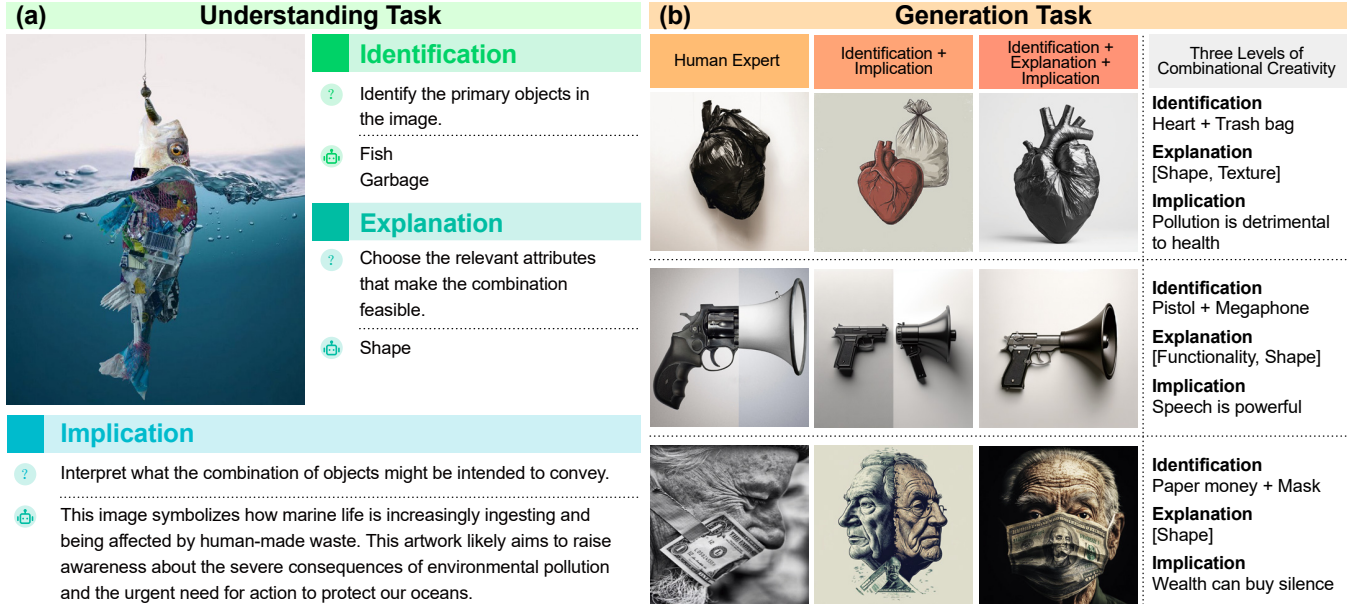 (a) Understanding Task
Identification
? Identify the primary objects in
the image.
Fish
Garbage
Explanation
? Choose the relevant attributes
that make the combination
feasible.
Shape
Implication
? Interpret what the combination of objects might be intended to convey.
This image symbolizes how marine life is increasingly ingesting and
being affected by human-made waste. This artwork likely aims to raise
awareness about the severe consequences of environmental pollution
and the urgent need for action to protect our oceans.
(b) Generation Task
Human Expert
Identification +
Implication
Identification +
Explanation +
Implication
Three Levels of
Combinational Creativity
Identification
Heart + Trash bag
Explanation
[Shape, Texture]
Implication
Pollution is detrimental
to health
Identification
Pistol + Megaphone
Explanation
[Functionality, Shape]
Implication
Speech is powerful
Identification
Paper money + Mask
Explanation
[Shape]
Implication
Wealth can buy silence